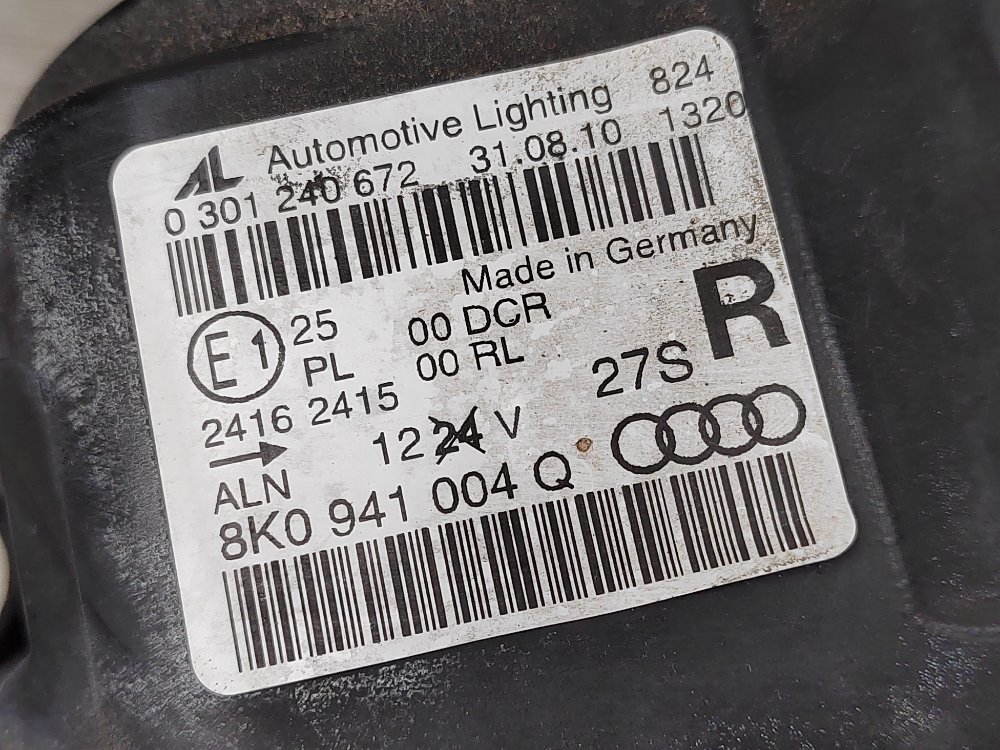 AL Automotive Lighting 824
0 301 240 672 31.08.10 1320
Made in Germany
E1 25 00 DCR R
PL 00 RL 27S
2416 2415
12 24 V
ALN
8K0 941 004 Q